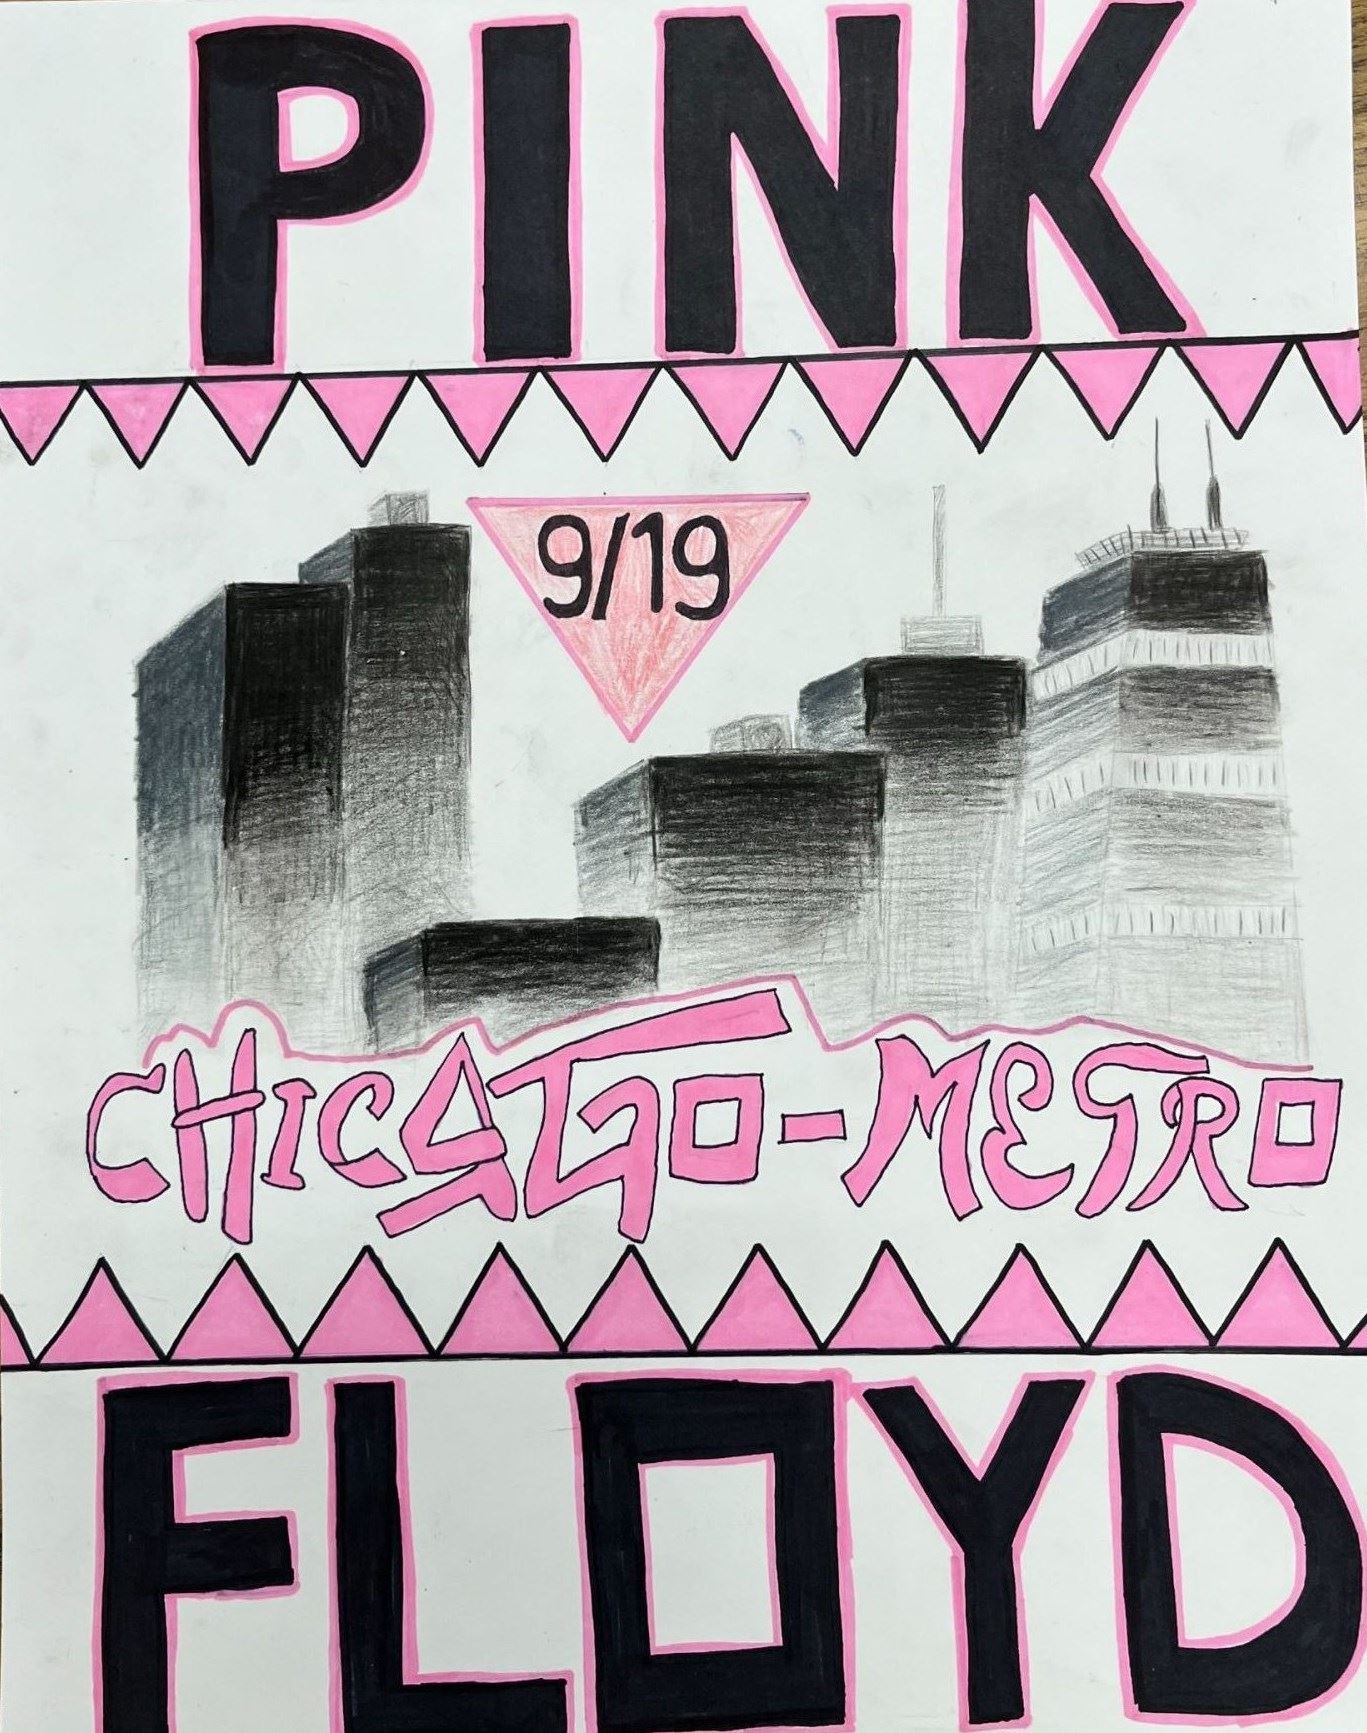 PINK
9/19
CHICAGO-METRO
FLOYD